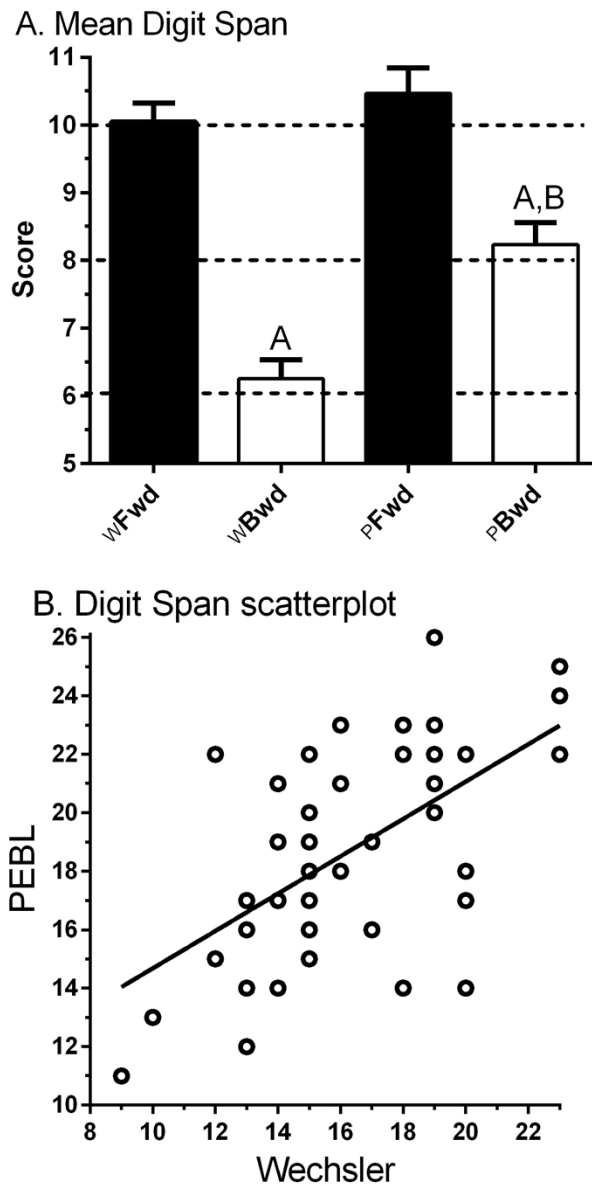 A. Mean Digit Span
11
10
9
8
7
6
5
Score
A
A,B
WFwd
WBwd
PFwd
PBwd
B. Digit Span scatterplot
26
24
22
20
18
16
14
12
10
PEBL
8 10 12 14 16 18 20 22
Wechsler